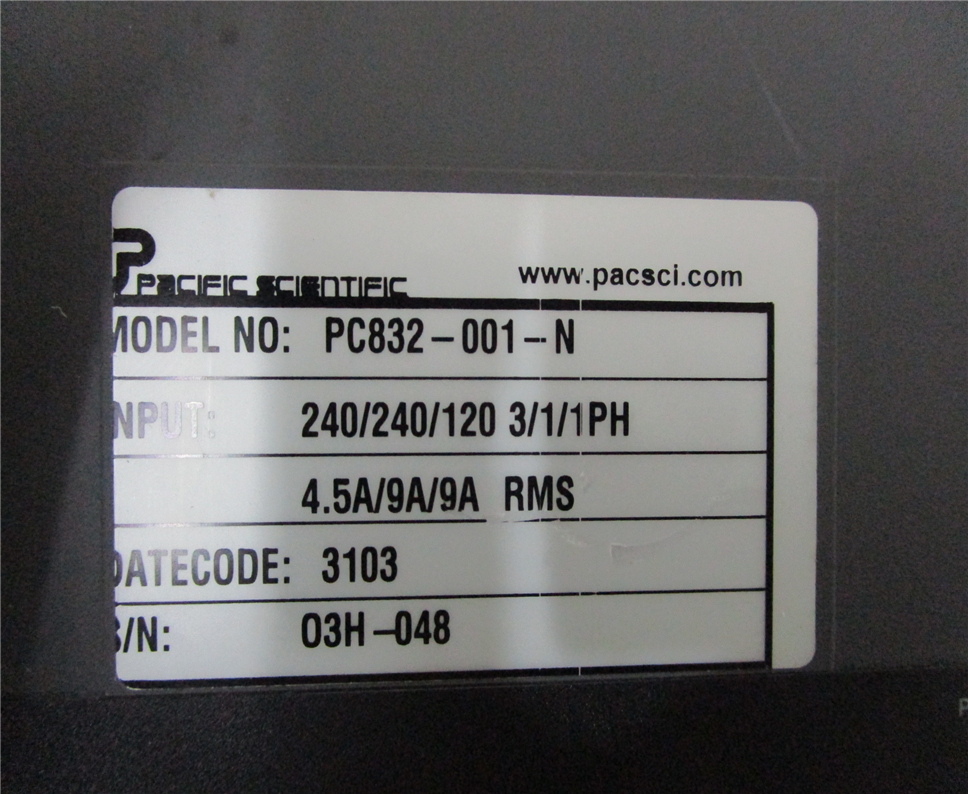 PACIFIC SCIENTIFIC
www.pacsci.com
MODEL NO: PC832-001--N
INPUT: 240/240/120 3/1/1PH
4.5A/9A/9A RMS
DATECODE: 3103
S/N: 03H-048
P